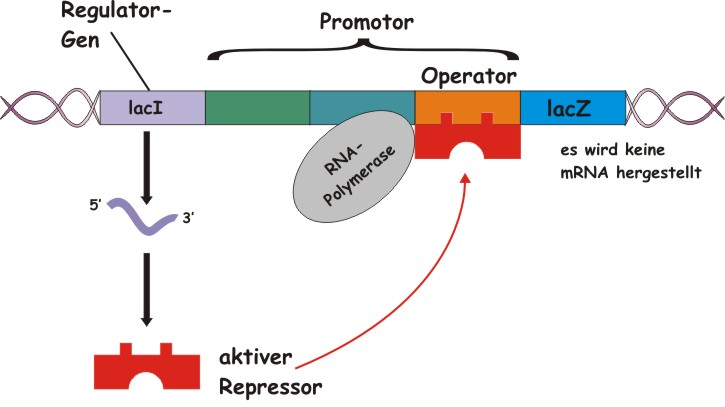 Regulator-
Gen
Promotor
Operator
lacI
lacZ
RNA-
Polymerase
es wird keine
mRNA hergestellt
5' 3'
aktiver
Repressor